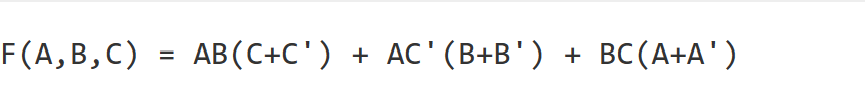 F(A,B,C) = AB(C+C') + AC'(B+B') + BC(A+A')